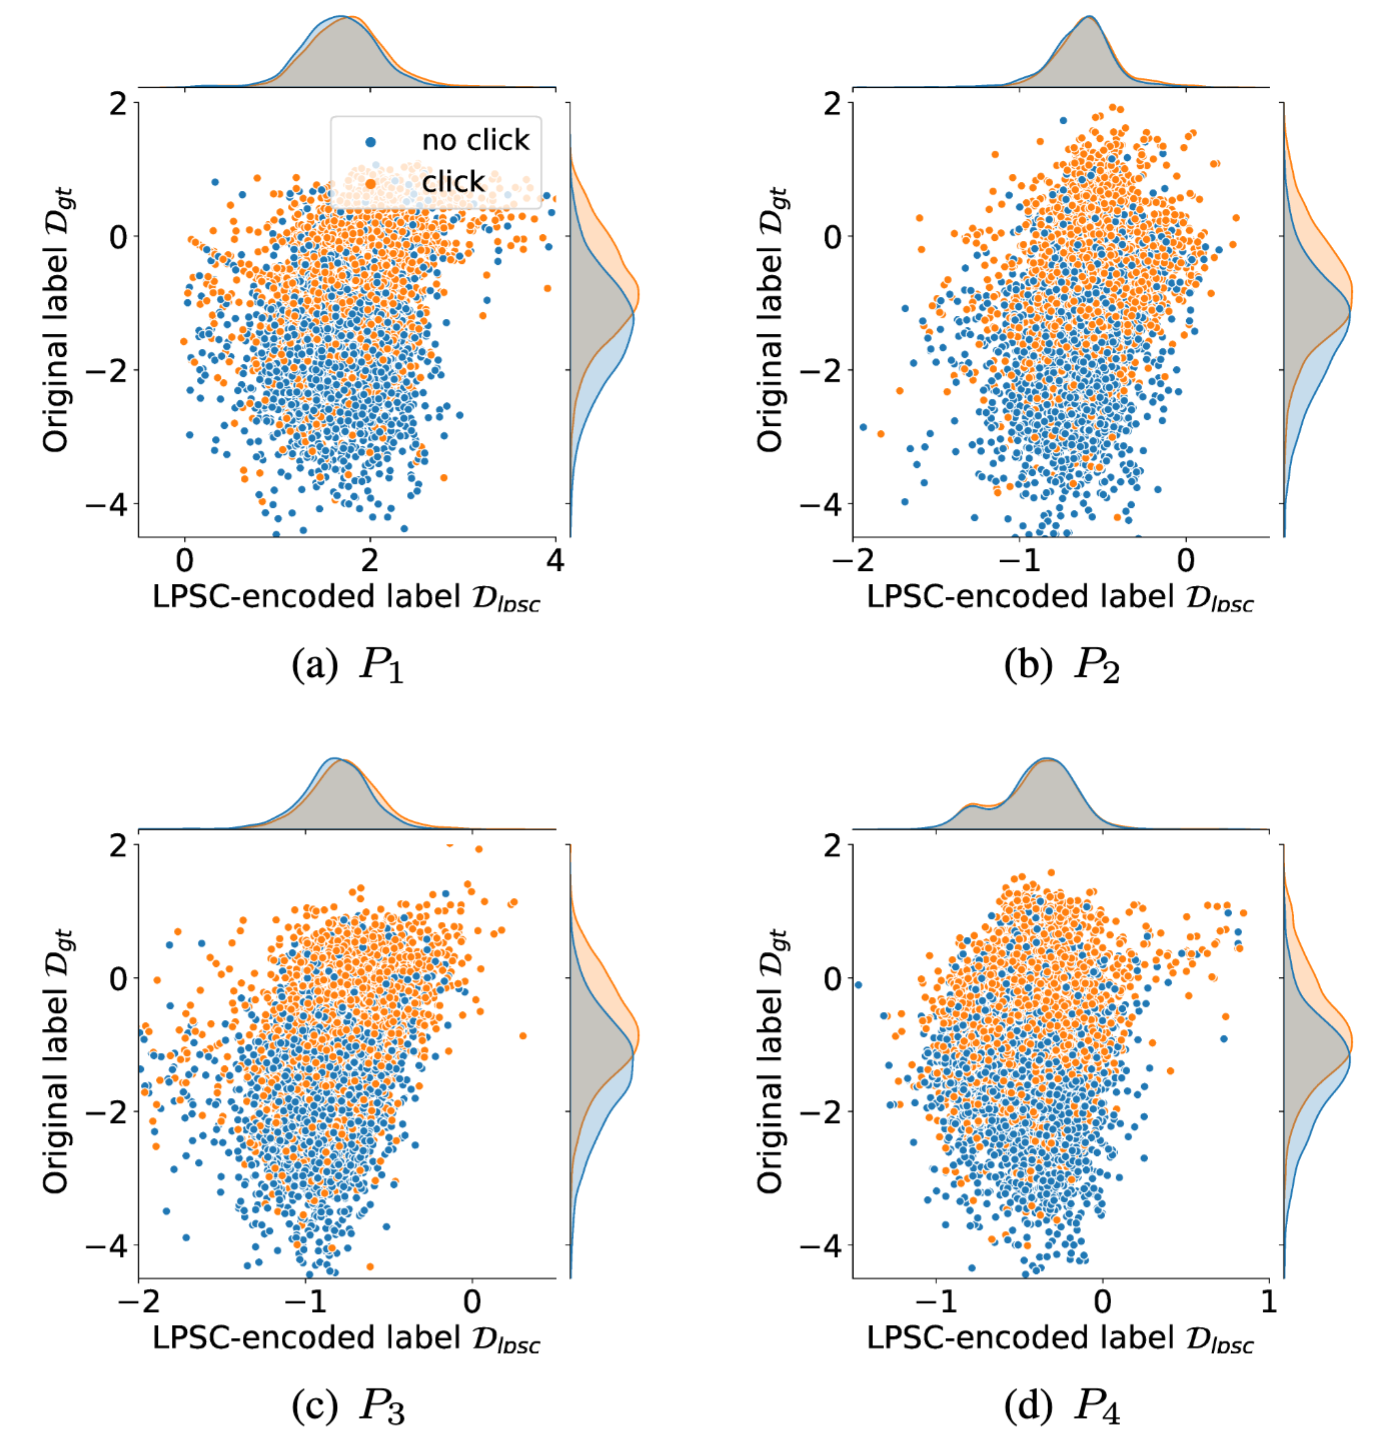 no click
click
2
0
−2
−4
Original label 𝒟gt
0 2 4
LPSC-encoded label 𝒟lpsc
(a) P1
2
0
−2
−4
Original label 𝒟gt
−2 −1 0
LPSC-encoded label 𝒟lpsc
(b) P2
2
0
−2
−4
Original label 𝒟gt
−2 −1 0
LPSC-encoded label 𝒟lpsc
(c) P3
2
0
−2
−4
Original label 𝒟gt
−1 0 1
LPSC-encoded label 𝒟lpsc
(d) P4